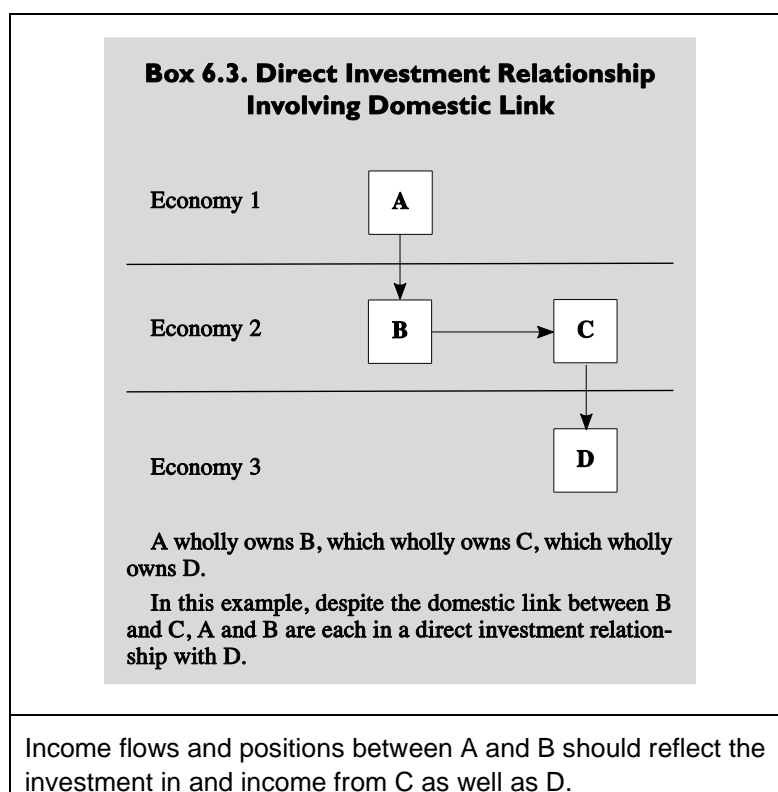 Box 6.3. Direct Investment Relationship
Involving Domestic Link
Economy 1
A
Economy 2
B
C
Economy 3
D
A wholly owns B, which wholly owns C, which wholly
owns D.
In this example, despite the domestic link between B
and C, A and B are each in a direct investment relation-
ship with D.
Income flows and positions between A and B should reflect the
investment in and income from C as well as D.